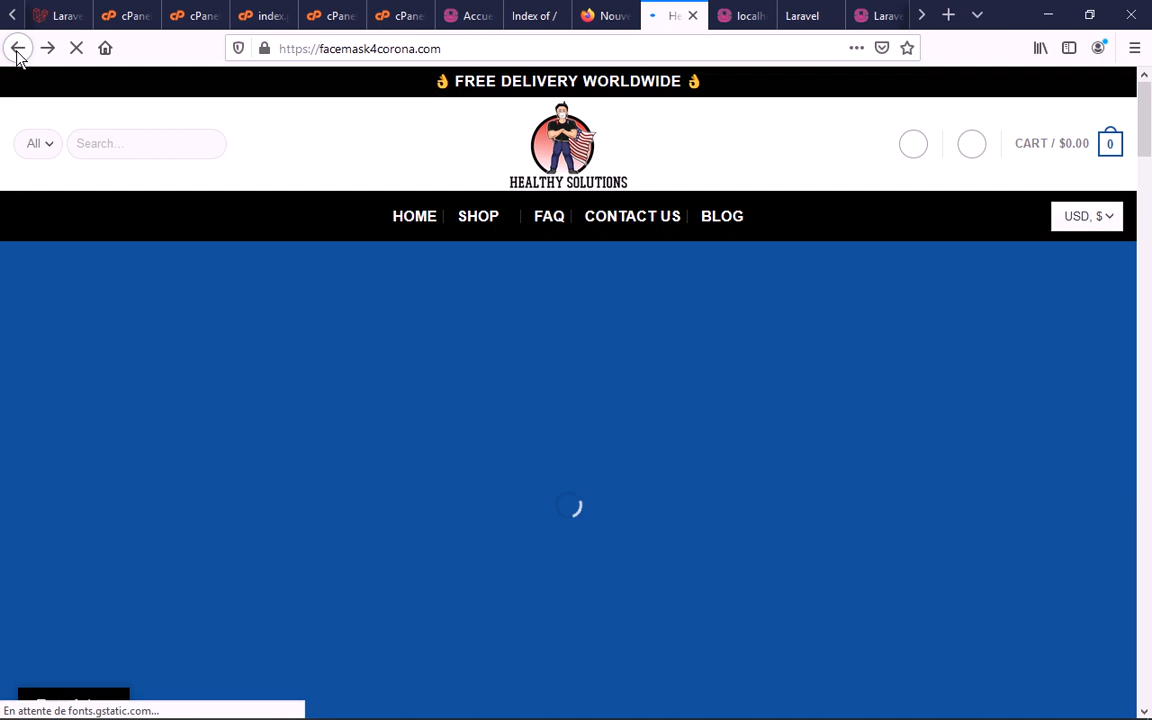 Larave
cPane
cPane
index.
cPane
cPane
Accue
Index of /
Nouv
He
localh
Laravel
Larave
https://facemask4corona.com
👌 FREE DELIVERY WORLDWIDE 👌
All
Search...
HEALTHY SOLUTIONS
CART / $0.00
0
HOME
SHOP
FAQ
CONTACT US
BLOG
USD, $
En attente de fonts.gstatic.com...